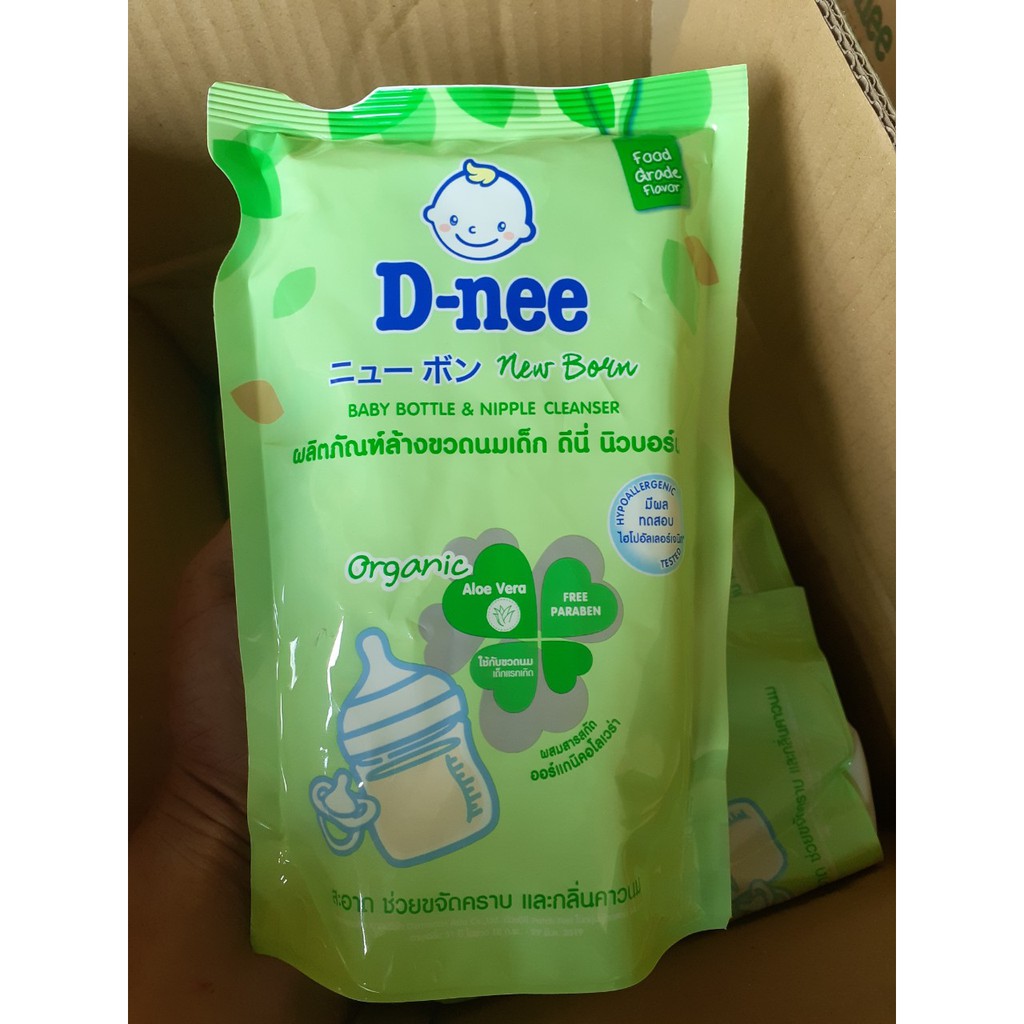 Food
Grade
Flavor
D-nee
ニュー ボン New Born
BABY BOTTLE & NIPPLE CLEANSER
ผลิตภัณฑ์ล้างขวดนมเด็ก ดีนี่ นิวบอร์น
HYPOALLERGENIC
มีผล
ทดสอบ
ไฮโปอัลเลอร์เจนิก
TESTED
Organic
Aloe Vera
FREE
PARABEN
ใช้กับขวดนม
เด็กแรกเกิด
ผสมสารสกัด
ออร์แกนิคอโลเวร่า
สะอาด ช่วยขจัดคราบ และกลิ่นคาวนม
nee